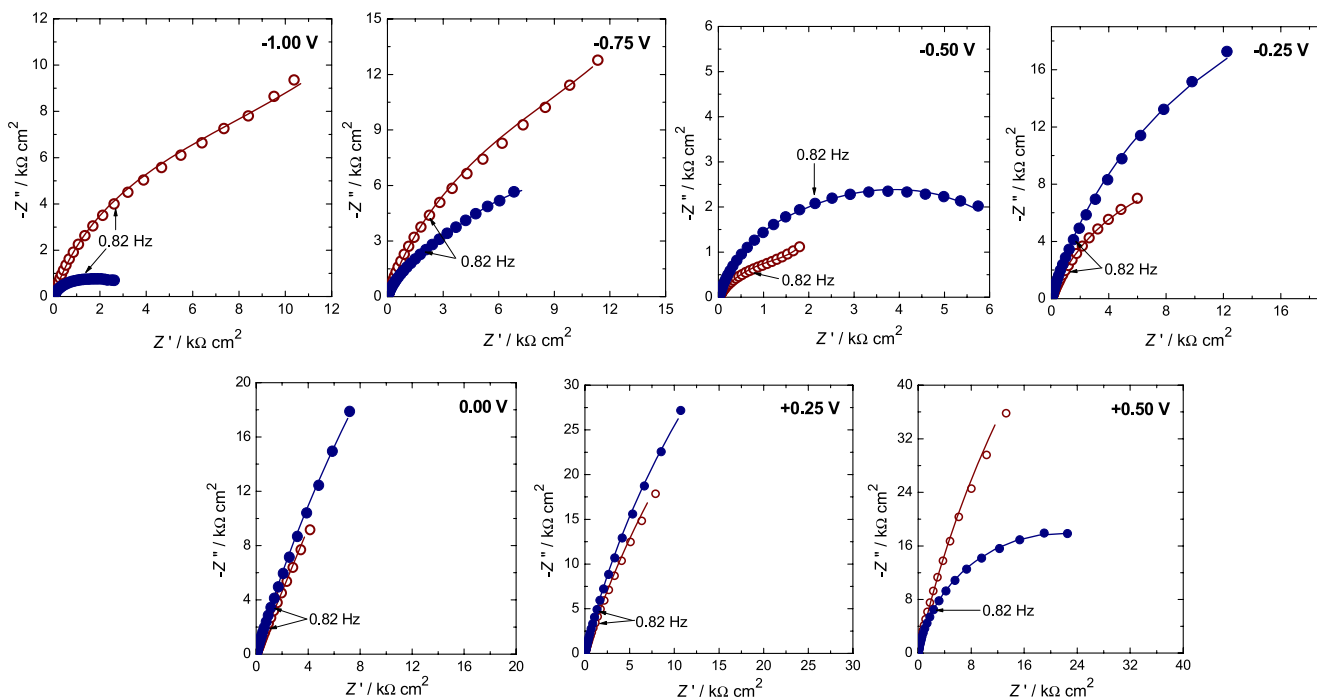 -1.00 V
12
10
8
6
4
2
0
-Z" / kΩ cm²
0.82 Hz
0 2 4 6 8 10 12
Z' / kΩ cm²
-0.75 V
15
12
9
6
3
0
-Z" / kΩ cm²
0.82 Hz
0 3 6 9 12 15
Z' / kΩ cm²
-0.50 V
6
5
4
3
2
1
0
-Z" / kΩ cm²
0.82 Hz
0.82 Hz
0 1 2 3 4 5 6
Z' / kΩ cm²
-0.25 V
16
12
8
4
0
-Z" / kΩ cm²
0.82 Hz
0 6 12 18
Z' / kΩ cm²
0.00 V
20
16
12
8
4
0
-Z" / kΩ cm²
0.82 Hz
0 4 8 12 16 20
Z' / kΩ cm²
+0.25 V
30
25
20
15
10
5
0
-Z" / kΩ cm²
0.82 Hz
0 5 10 15 20 25 30
Z' / kΩ cm²
+0.50 V
40
32
24
16
8
0
-Z" / kΩ cm²
0.82 Hz
0 8 16 24 32 40
Z' / kΩ cm²